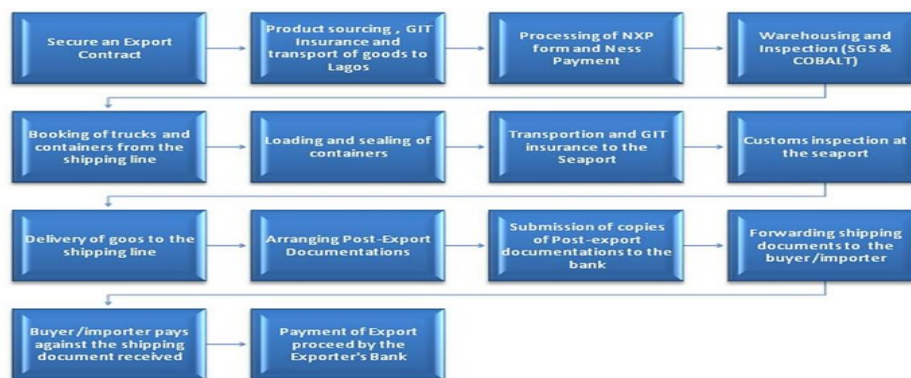 Secure an Export
Contract
Product sourcing , GIT
Insurance and
transport of goods to
Lagos
Processing of NXP
form and Ness
Payment
Warehousing and
Inspection (SGS &
COBALT)
Booking of trucks and
containers from the
shipping line
Loading and sealing of
containers
Transportion and GIT
insurance to the
Seaport
Customs inspection at
the seaport
Delivery of goos to the
shipping line
Arranging Post-Export
Documentations
Submission of copies
of Post-export
documentations to the
bank
Forwarding shipping
documents to the
buyer/importer
Buyer/importer pays
against the shipping
document received
Payment of Export
proceed by the
Exporter's Bank